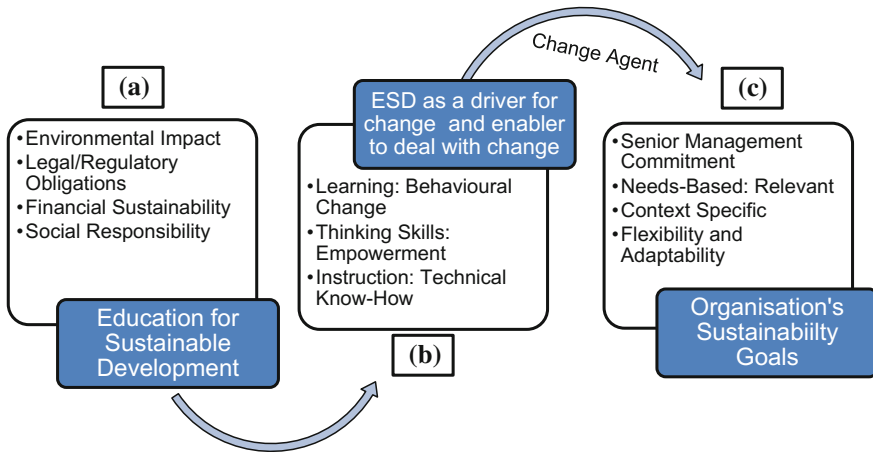 (a)
•Environmental Impact
•Legal/Regulatory
Obligations
•Financial Sustainability
•Social Responsibility
Education for
Sustainable
Development
ESD as a driver for
change and enabler
to deal with change
•Learning: Behavioural
Change
•Thinking Skills:
Empowerment
•Instruction: Technical
Know-How
(b)
Change Agent
(c)
•Senior Management
Commitment
•Needs-Based: Relevant
•Context Specific
•Flexibility and
Adaptability
Organisation's
Sustainabiilty
Goals